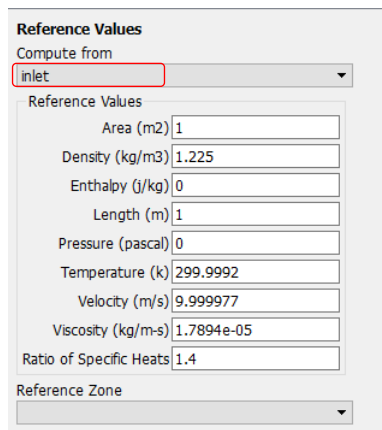 Reference Values
Compute from
inlet
Reference Values
Area (m2) 1
Density (kg/m3) 1.225
Enthalpy (j/kg) 0
Length (m) 1
Pressure (pascal) 0
Temperature (k) 299.9992
Velocity (m/s) 9.999977
Viscosity (kg/m-s) 1.7894e-05
Ratio of Specific Heats 1.4
Reference Zone